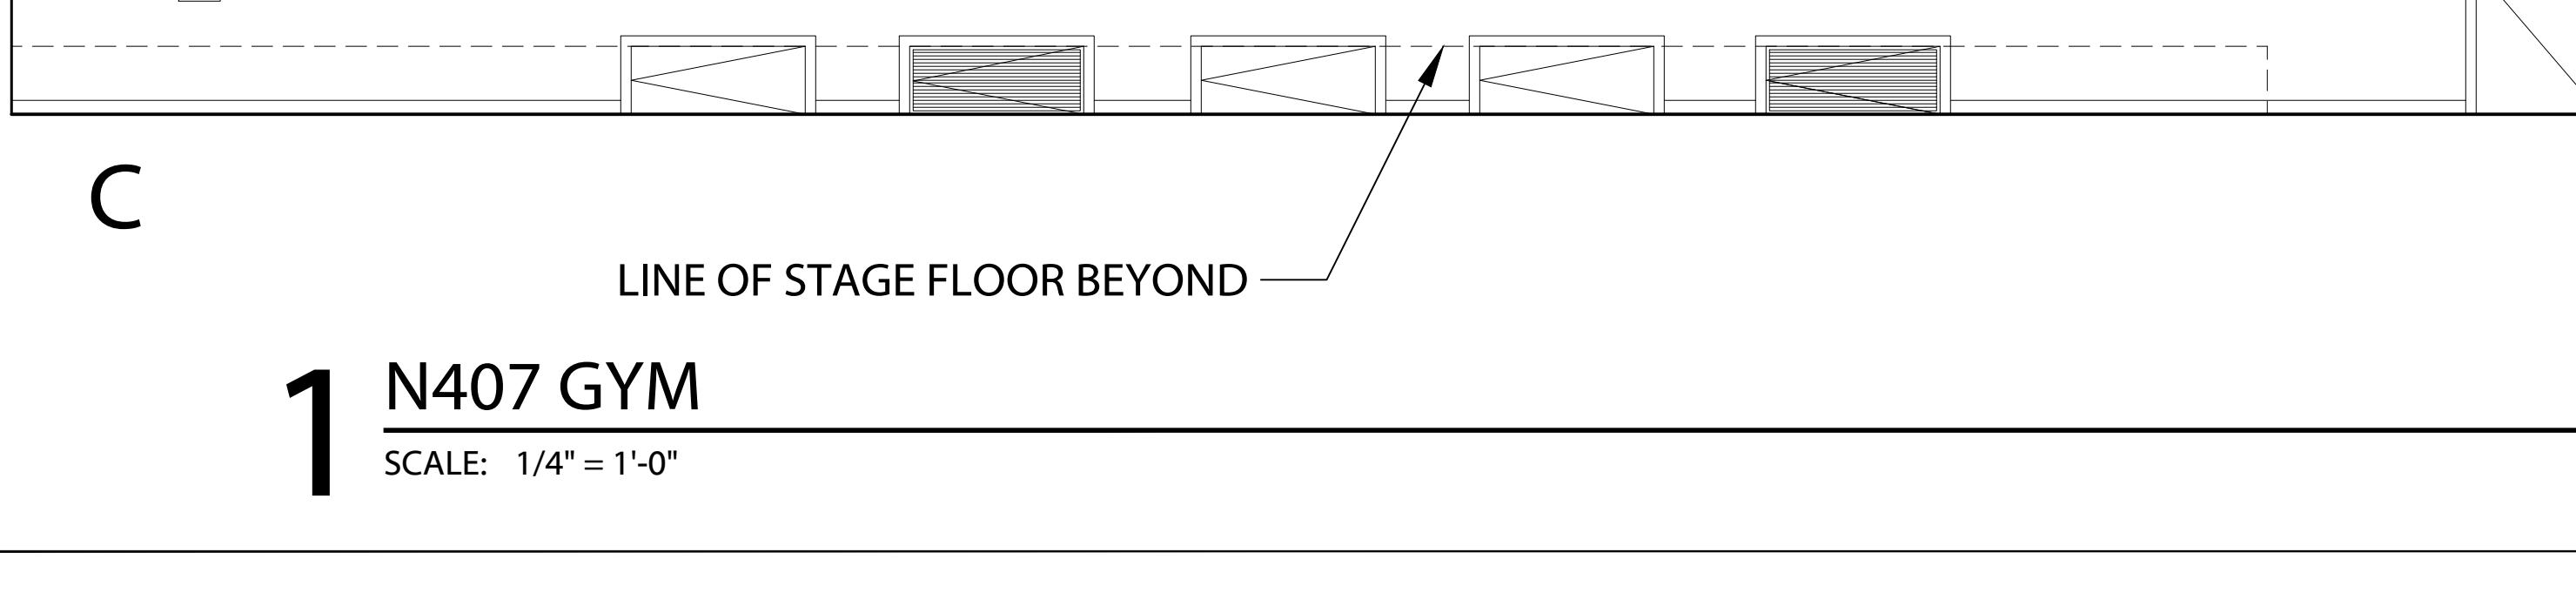 C
LINE OF STAGE FLOOR BEYOND
1
N407 GYM
SCALE: 1/4" = 1'-0"